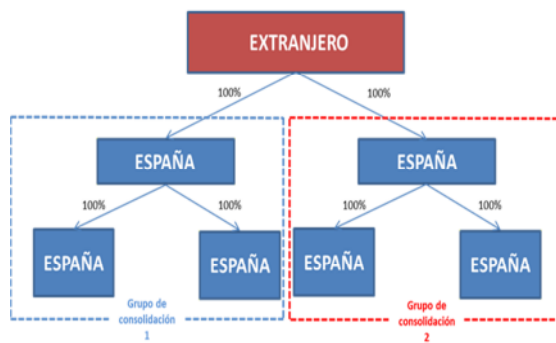 EXTRANJERO
100%
100%
ESPAÑA
ESPAÑA
100%
100%
100%
100%
ESPAÑA
ESPAÑA
ESPAÑA
ESPAÑA
Grupo de
consolidación
1
Grupo de
consolidación
2